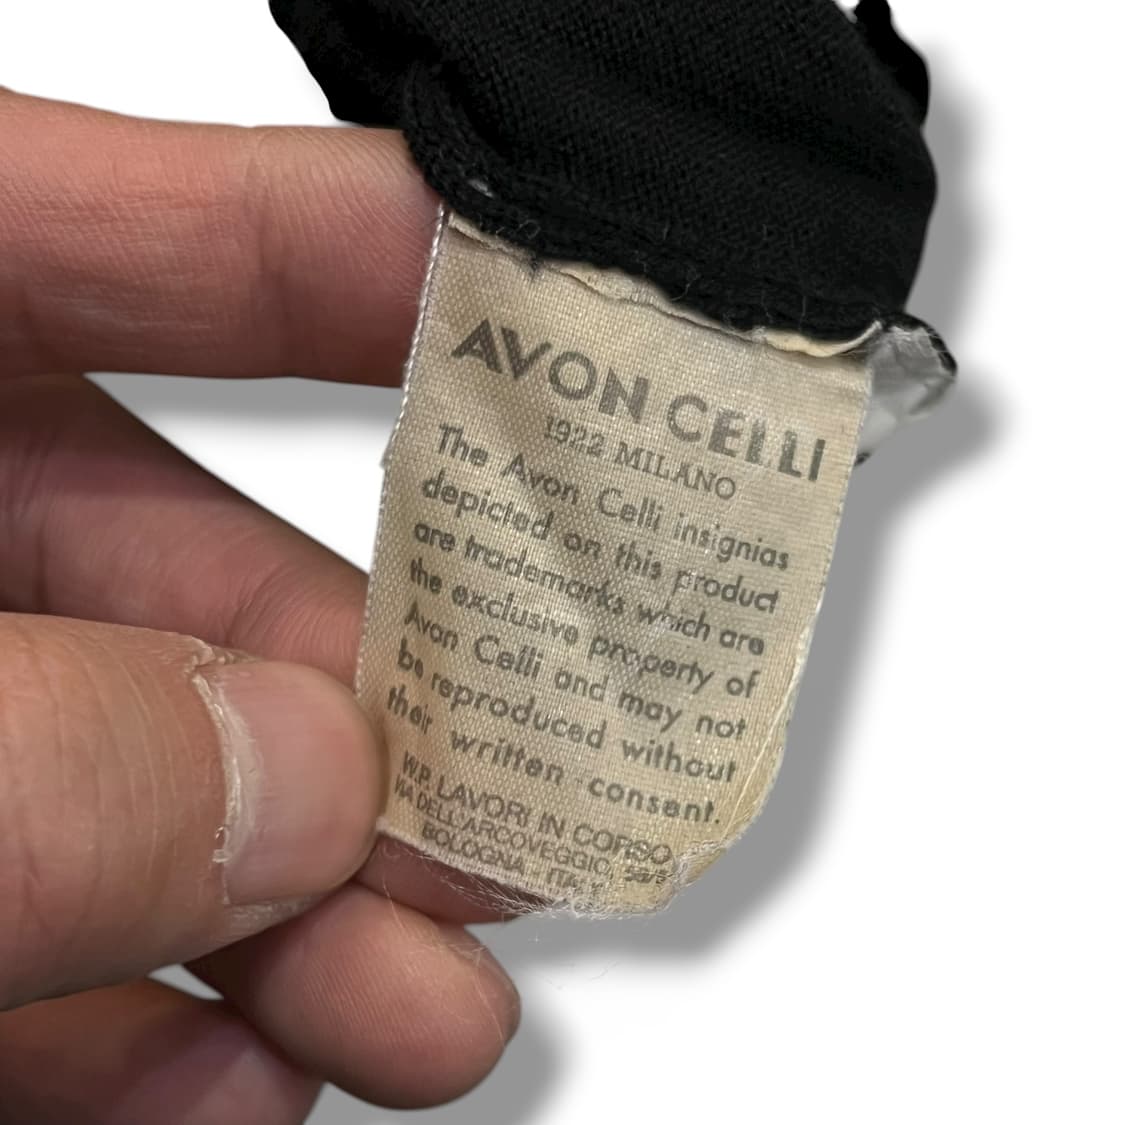 AVON CELLI
1922 MILANO
The Avon Celli insignias
depicted on this product
are trademarks which are
the exclusive property of
Avon Celli and may not
be reproduced without
their written consent.
W.P. LAVORI IN CORSO
VIA DELL'ARCOVEGGIO,
BOLOGNA - ITALY